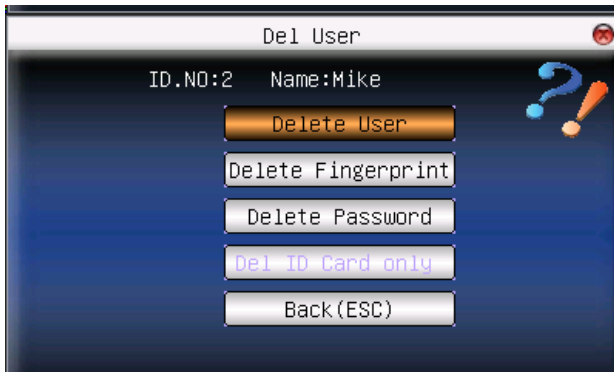 Del User
ID.NO:2 Name:Mike
Delete User
Delete Fingerprint
Delete Password
Del ID Card only
Back(ESC)